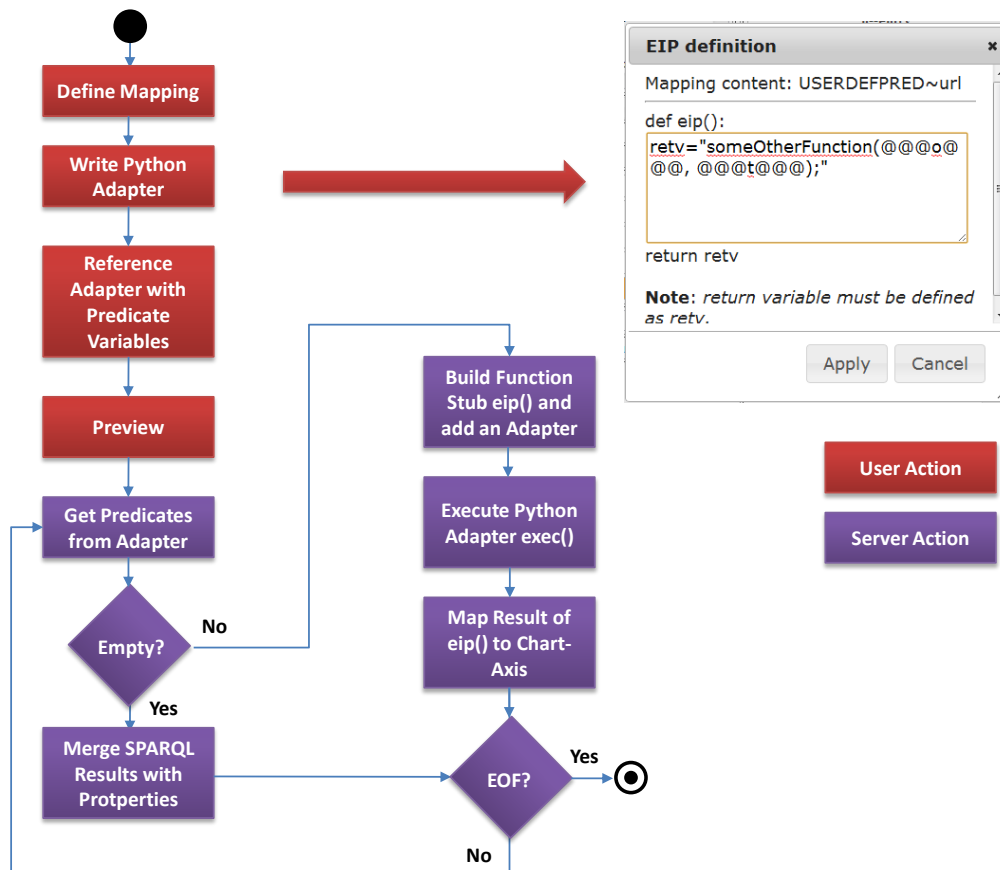 Define Mapping
Write Python
Adapter
Reference
Adapter with
Predicate
Variables
Preview
Get Predicates
from Adapter
Empty?
No
Yes
Merge SPARQL
Results with
Protperties
Build Function
Stub eip() and
add an Adapter
Execute Python
Adapter exec()
Map Result of
eip() to Chart-
Axis
EOF?
Yes
No
EIP definition
Mapping content: USERDEFPRED~url
def eip():
retv="someOtherFunction(@@@o@
@@, @@@t@@@);"
return retv
Note: return variable must be defined
as retv.
Apply
Cancel
User Action
Server Action